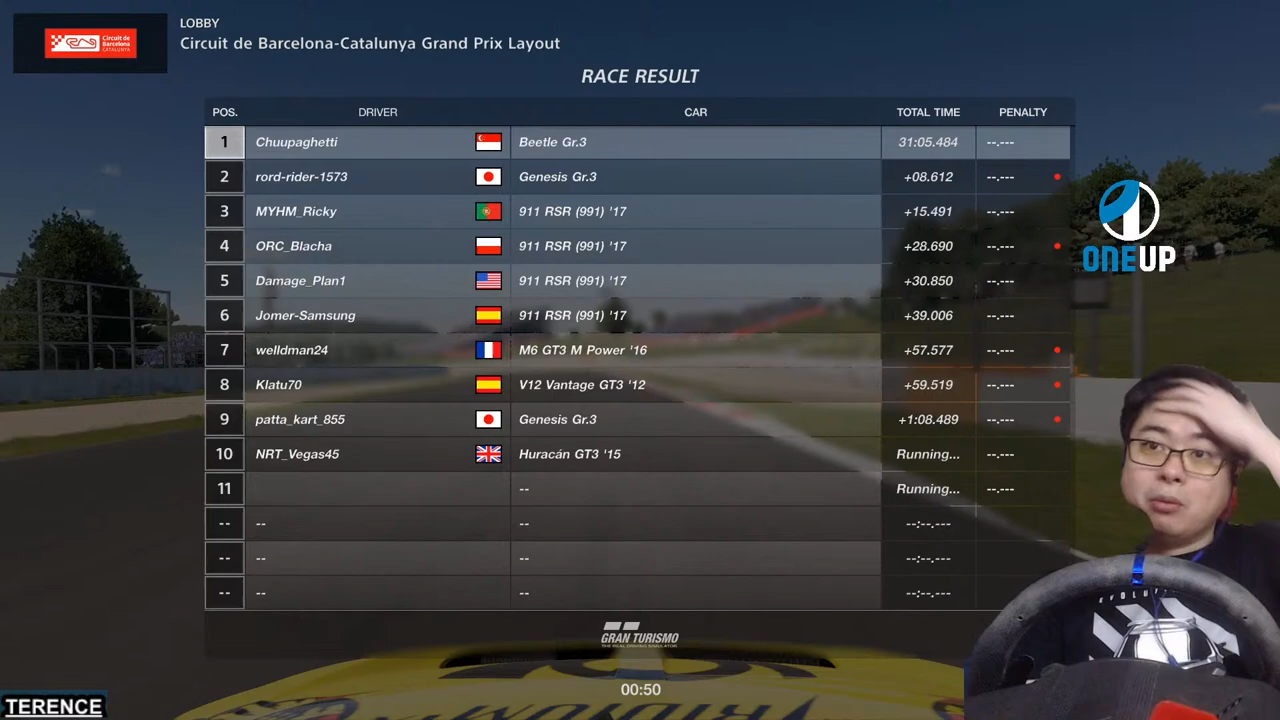 LOBBY
Circuit de Barcelona-Catalunya Grand Prix Layout
Circuit de
Barcelona
CATALUNYA
RACE RESULT
POS. DRIVER CAR TOTAL TIME PENALTY
1 Chuupaghetti Beetle Gr.3 31:05.484 --.---
2 rord-rider-1573 Genesis Gr.3 +08.612 --.---
3 MYHM_Ricky 911 RSR (991) '17 +15.491 --.---
4 ORC_Blacha 911 RSR (991) '17 +28.690 --.---
5 Damage_Plan1 911 RSR (991) '17 +30.850 --.---
6 Jomer-Samsung 911 RSR (991) '17 +39.006 --.---
7 welldman24 M6 GT3 M Power '16 +57.577 --.---
8 Klatu70 V12 Vantage GT3 '12 +59.519 --.---
9 patta_kart_855 Genesis Gr.3 +1:08.489 --.---
10 NRT_Vegas45 Huracán GT3 '15 Running... --.---
11 -- Running... --.---
-- -- -- --:--.---
-- -- -- --:--.---
-- -- -- --:--.---
ONEUP
GRAN TURISMO
THE REAL DRIVING SIMULATOR
00:50
TERENCE